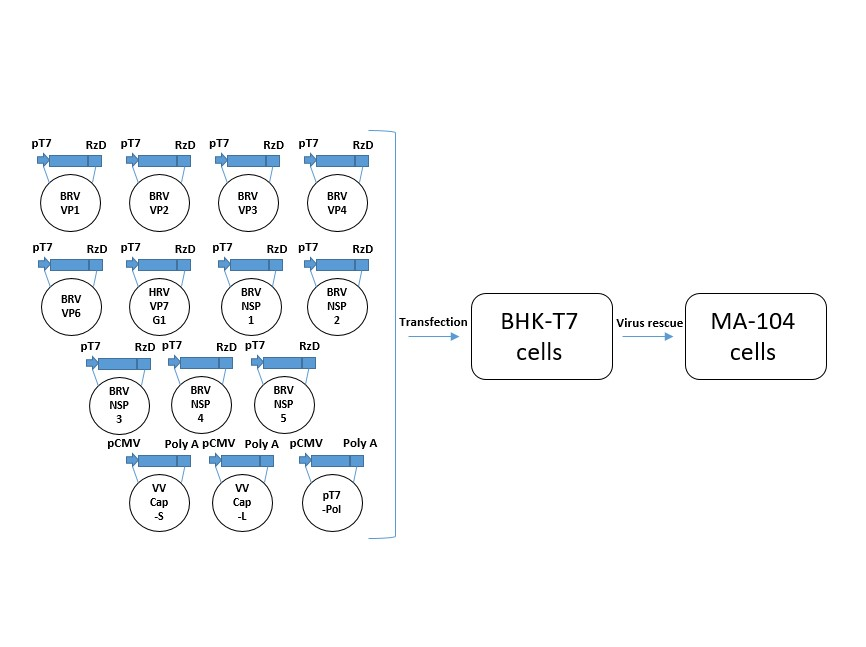 pT7 RzD pT7 RzD pT7 RzD pT7 RzD
BRV BRV BRV BRV
VP1 VP2 VP3 VP4
pT7 RzD pT7 RzD pT7 RzD pT7 RzD
BRV
VP6
HRV
VP7
G1
BRV
NSP
1
BRV
NSP
2
pT7 RzD pT7 RzD pT7 RzD
BRV
NSP
3
BRV
NSP
4
BRV
NSP
5
pCMV Poly A pCMV Poly A pCMV Poly A
VV
Cap
-S
VV
Cap
-L
pT7
-Pol
Transfection
BHK-T7
cells
Virus rescue
MA-104
cells